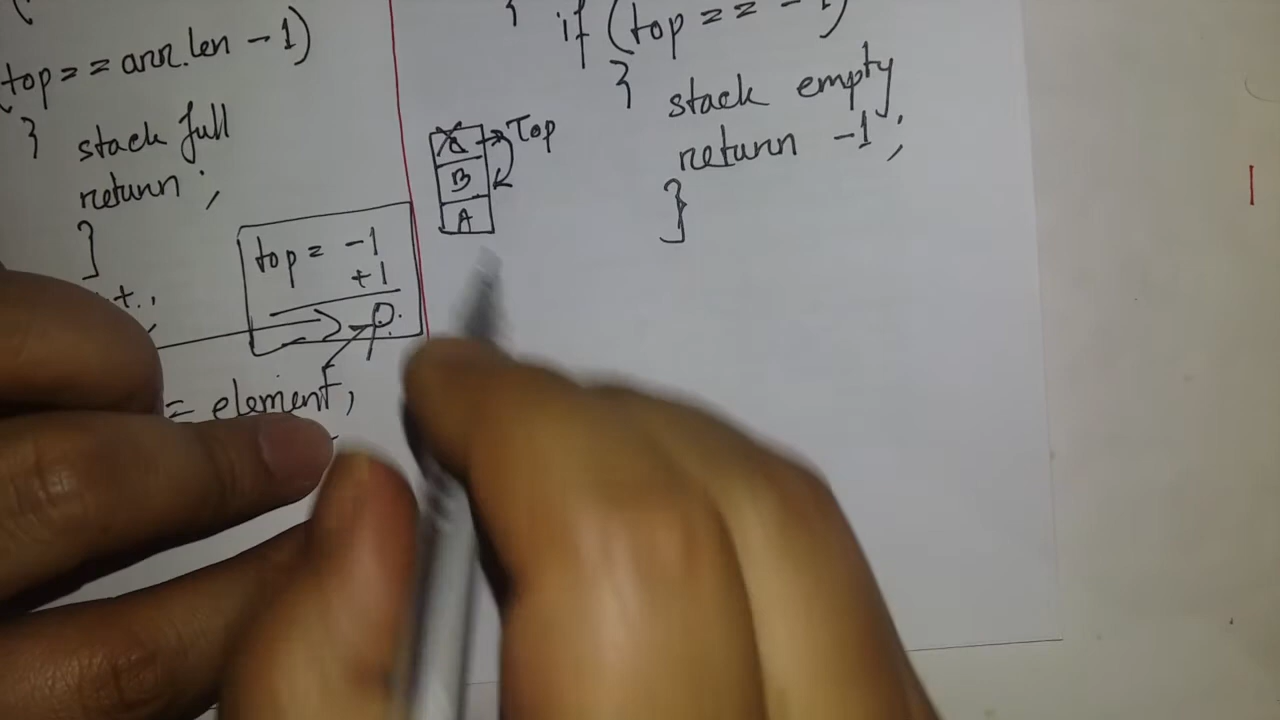 top == arr.len - 1)
} stack full
return ;
}
t.,
top = -1
+1
= element,
if (top == -1)
} stack empty
return -1 ;
}
Top
B
A